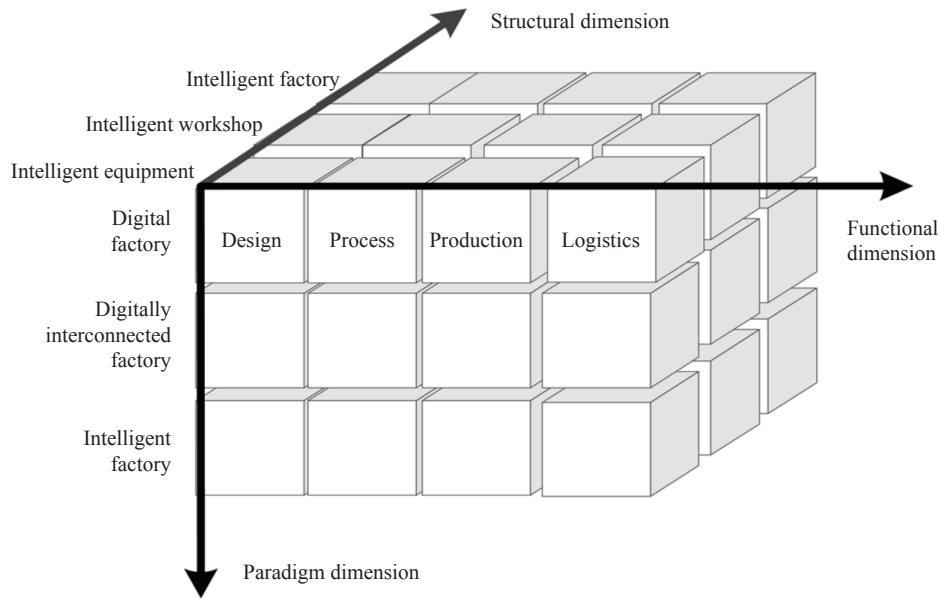 Structural dimension
Intelligent factory
Intelligent workshop
Intelligent equipment
Digital
factory
Design
Process
Production
Logistics
Functional
dimension
Digitally
interconnected
factory
Intelligent
factory
Paradigm dimension